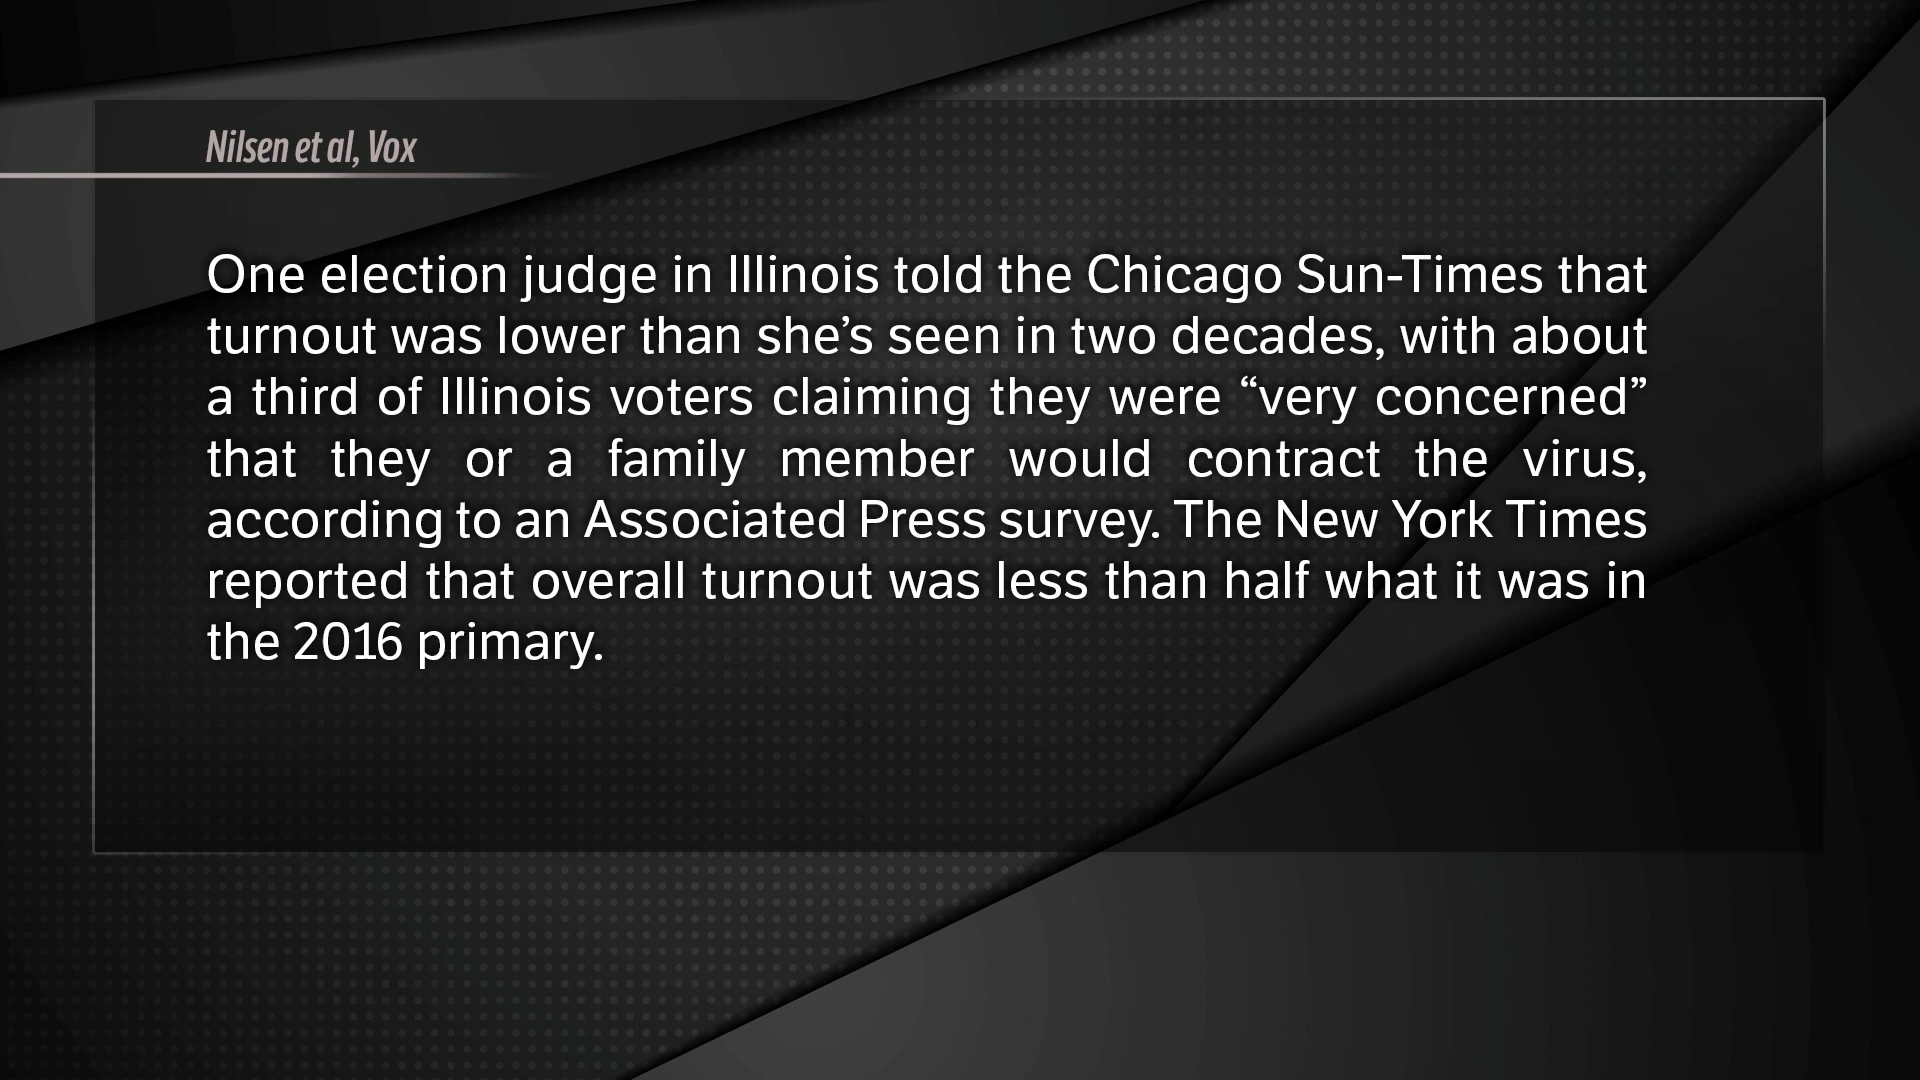 Nilsen et al, Vox
One election judge in Illinois told the Chicago Sun-Times that
turnout was lower than she’s seen in two decades, with about
a third of Illinois voters claiming they were “very concerned”
that they or a family member would contract the virus,
according to an Associated Press survey. The New York Times
reported that overall turnout was less than half what it was in
the 2016 primary.